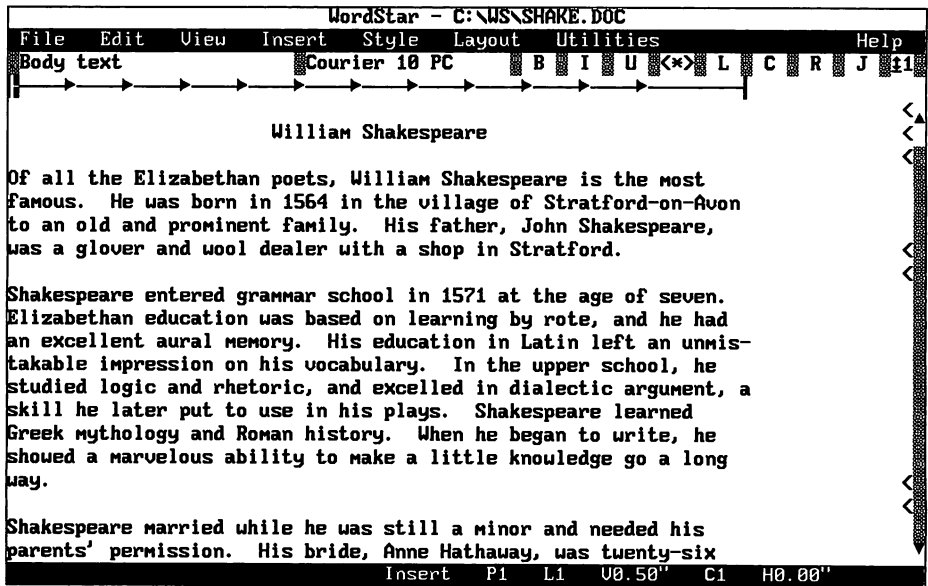 WordStar - C:\WS\SHAKE.DOC
File Edit View Insert Style Layout Utilities Help
Body text Courier 10 PC B I U <*> L C R J ‡1
William Shakespeare
Of all the Elizabethan poets, William Shakespeare is the most
famous. He was born in 1564 in the village of Stratford-on-Avon
to an old and prominent family. His father, John Shakespeare,
was a glover and wool dealer with a shop in Stratford.
Shakespeare entered grammar school in 1571 at the age of seven.
Elizabethan education was based on learning by rote, and he had
an excellent aural memory. His education in Latin left an unmis-
takable impression on his vocabulary. In the upper school, he
studied logic and rhetoric, and excelled in dialectic argument, a
skill he later put to use in his plays. Shakespeare learned
Greek mythology and Roman history. When he began to write, he
showed a marvelous ability to make a little knowledge go a long
way.
Shakespeare married while he was still a minor and needed his
parents' permission. His bride, Anne Hathaway, was twenty-six
Insert P1 L1 V0.50" C1 H0.00"